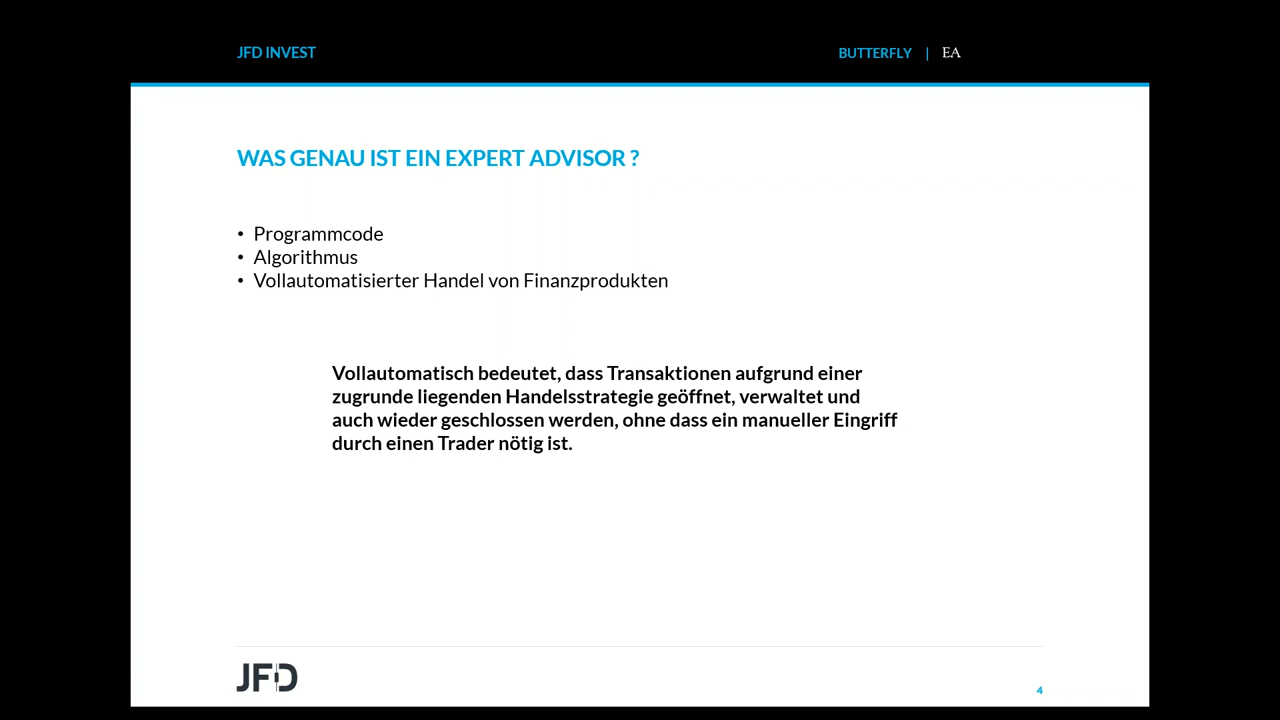 JFD INVEST
BUTTERFLY | EA
WAS GENAU IST EIN EXPERT ADVISOR ?
• Programmcode
• Algorithmus
• Vollautomatisierter Handel von Finanzprodukten
Vollautomatisch bedeutet, dass Transaktionen aufgrund einer
zugrunde liegenden Handelsstrategie geöffnet, verwaltet und
auch wieder geschlossen werden, ohne dass ein manueller Eingriff
durch einen Trader nötig ist.
JFD
4